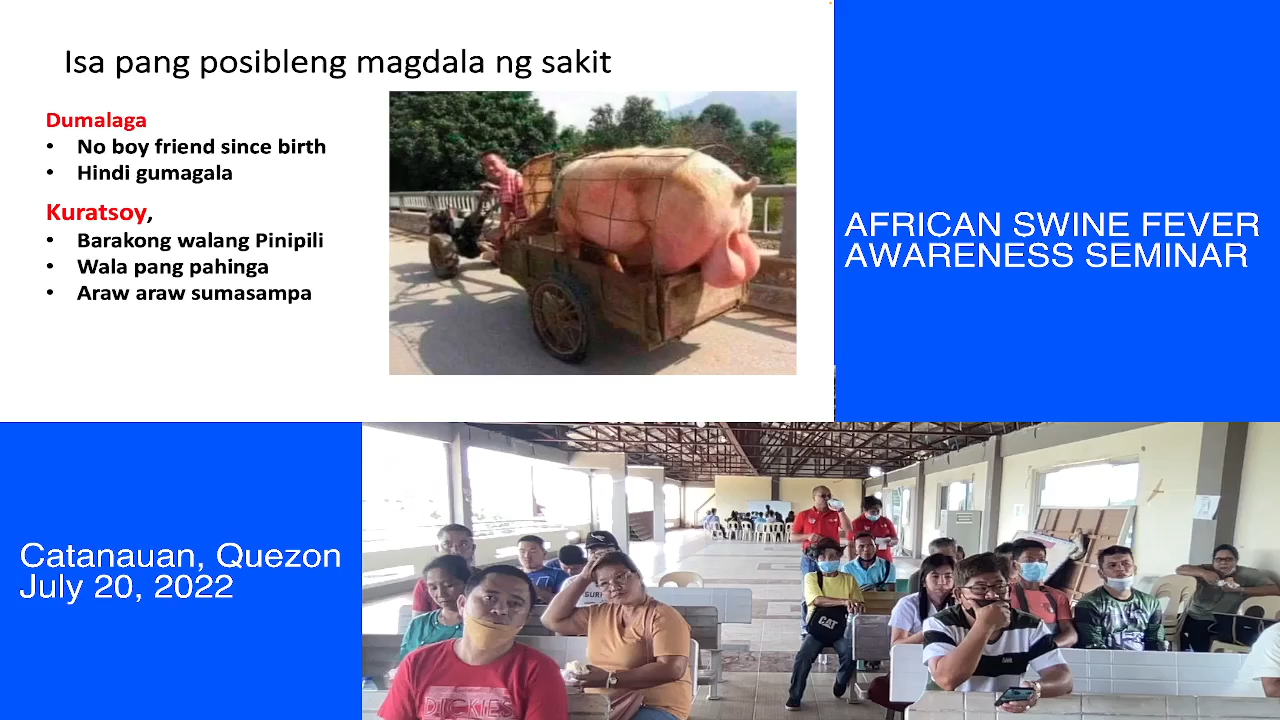 Isa pang posibleng magdala ng sakit
Dumalaga
• No boy friend since birth
• Hindi gumagala
Kuratsoy,
• Barakong walang Pinipili
• Wala pang pahinga
• Araw araw sumasampa
AFRICAN SWINE FEVER
AWARENESS SEMINAR
Catanauan, Quezon
July 20, 2022
CAT
DICKIES